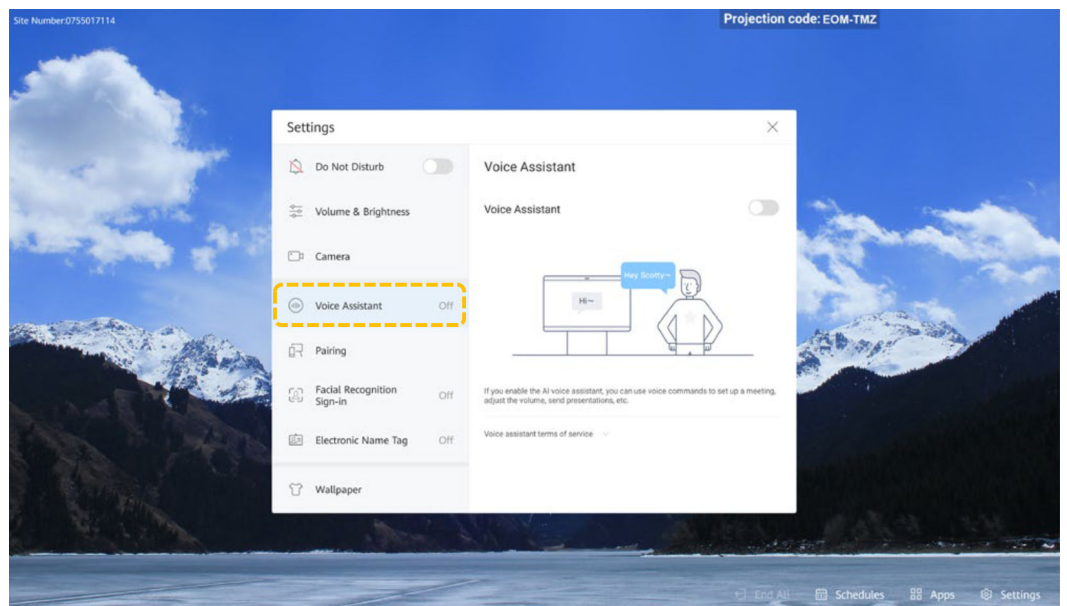 Site Number:0755017114
Projection code: EOM-TMZ
Settings
Do Not Disturb
Volume & Brightness
Camera
Voice Assistant Off
Pairing
Facial Recognition
Sign-in
Off
Electronic Name Tag Off
Wallpaper
Voice Assistant
Voice Assistant
Hey Scotty~
Hi~
If you enable the AI voice assistant, you can use voice commands to set up a meeting,
adjust the volume, send presentations, etc.
Voice assistant terms of service
End All
Schedules
Apps
Settings